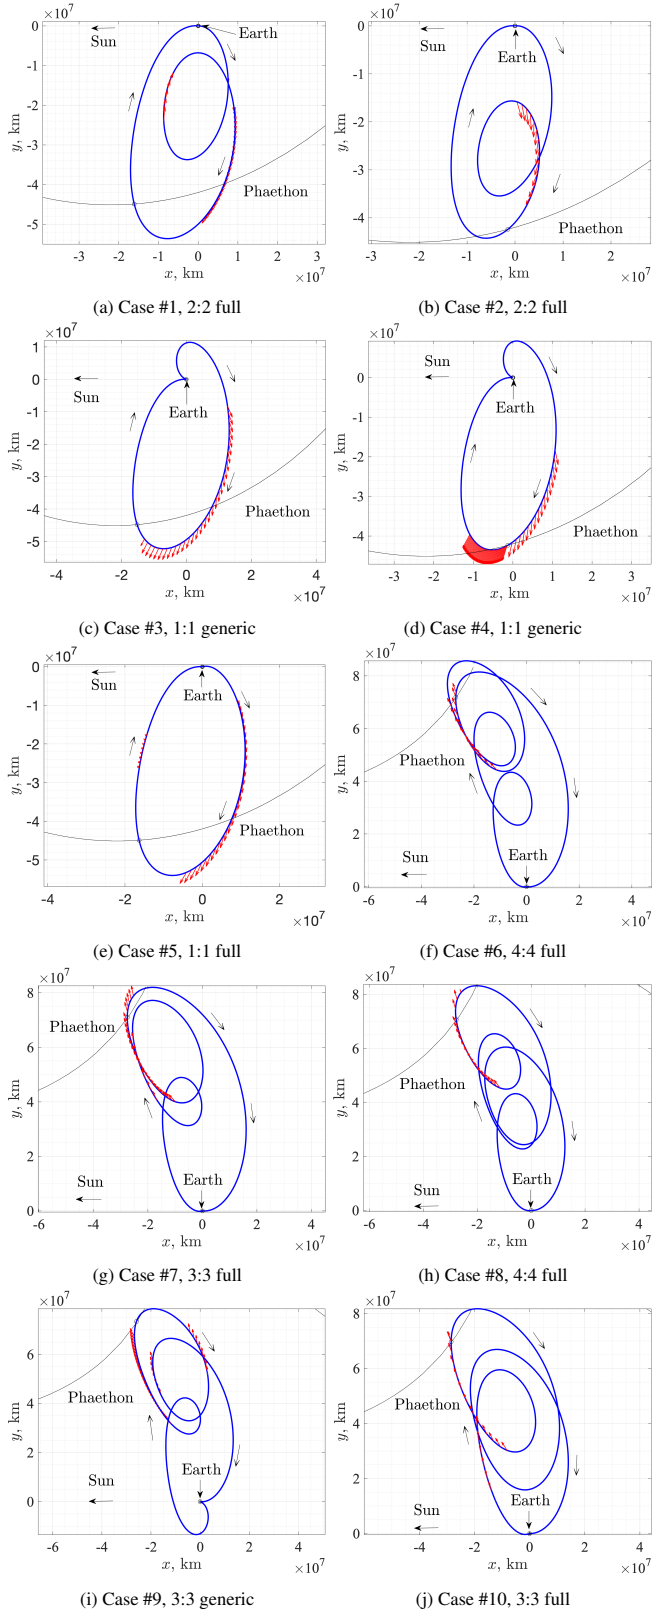 ×10⁷
0
-1
-2
-3
-4
-5
y, km
Sun
Earth
Phaethon
-3 -2 -1 0 1 2 3
x, km
×10⁷
(a) Case #1, 2:2 full
×10⁷
0
-1
-2
-3
-4
y, km
Sun
Earth
Phaethon
-3 -2 -1 0 1 2
x, km
×10⁷
(b) Case #2, 2:2 full
×10⁷
1
0
-1
-2
-3
-4
-5
y, km
Sun
Earth
Phaethon
-4 -2 0 2 4
x, km
×10⁷
(c) Case #3, 1:1 generic
×10⁷
0
-1
-2
-3
-4
y, km
Sun
Earth
Phaethon
-3 -2 -1 0 1 2 3
x, km
×10⁷
(d) Case #4, 1:1 generic
×10⁷
0
-1
-2
-3
-4
-5
y, km
Sun
Earth
Phaethon
-4 -2 0 2 4
x, km
×10⁷
(e) Case #5, 1:1 full
×10⁷
8
6
4
2
0
y, km
Phaethon
Sun
Earth
-6 -4 -2 0 2 4
x, km
×10⁷
(f) Case #6, 4:4 full
×10⁷
8
6
4
2
0
y, km
Phaethon
Sun
Earth
-6 -4 -2 0 2 4
x, km
×10⁷
(g) Case #7, 3:3 full
×10⁷
8
6
4
2
0
y, km
Phaethon
Sun
Earth
-6 -4 -2 0 2 4
x, km
×10⁷
(h) Case #8, 4:4 full
×10⁷
8
6
4
2
0
y, km
Phaethon
Sun
Earth
-6 -4 -2 0 2 4
x, km
×10⁷
(i) Case #9, 3:3 generic
×10⁷
8
6
4
2
0
y, km
Phaethon
Sun
Earth
-6 -4 -2 0 2 4
x, km
×10⁷
(j) Case #10, 3:3 full